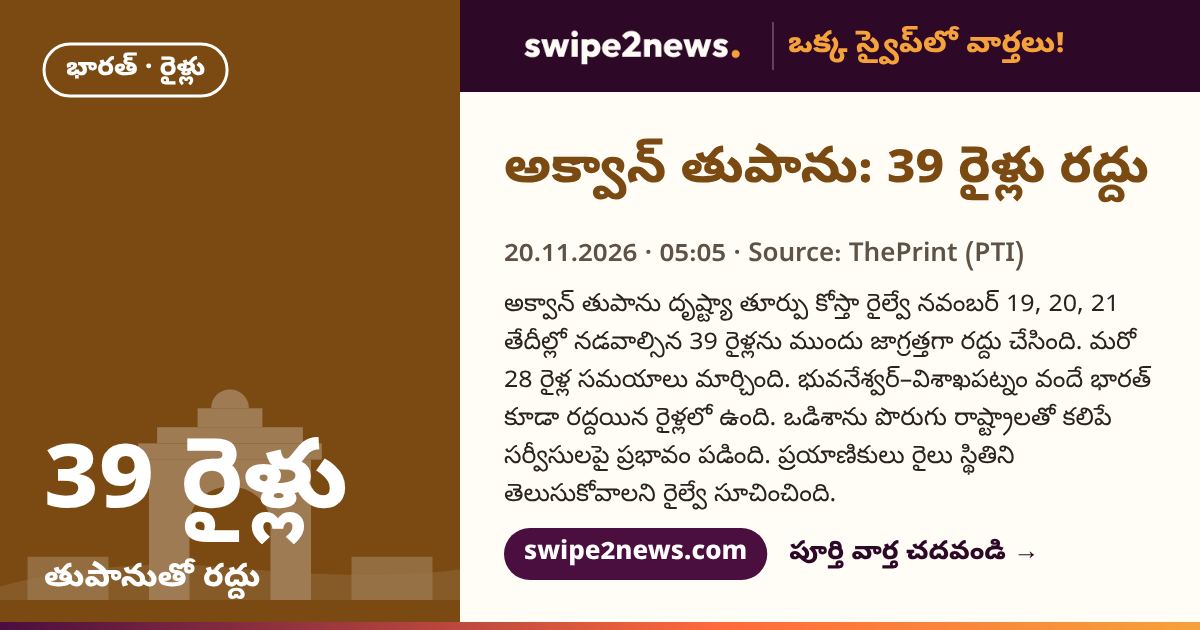 భారత్ · రైళ్లు
39 రైళ్లు
తుపానుతో రద్దు
swipe2news. ఒక్క స్వైప్‌లో వార్తలు!
అక్వాన్ తుపాను: 39 రైళ్లు రద్దు
20.11.2026 · 05:05 · Source: ThePrint (PTI)
అక్వాన్ తుపాను దృష్ట్యా తూర్పు కోస్తా రైల్వే నవంబర్ 19, 20, 21
తేదీల్లో నడవాల్సిన 39 రైళ్లను ముందు జాగ్రత్తగా రద్దు చేసింది. మరో
28 రైళ్ల సమయాలు మార్చింది. భువనేశ్వర్–విశాఖపట్నం వందే భారత్
కూడా రద్దయిన రైళ్లలో ఉంది. ఒడిశాను పొరుగు రాష్ట్రాలతో కలిపే
సర్వీసులపై ప్రభావం పడింది. ప్రయాణికులు రైలు స్థితిని
తెలుసుకోవాలని రైల్వే సూచించింది.
swipe2news.com పూర్తి వార్త చదవండి →